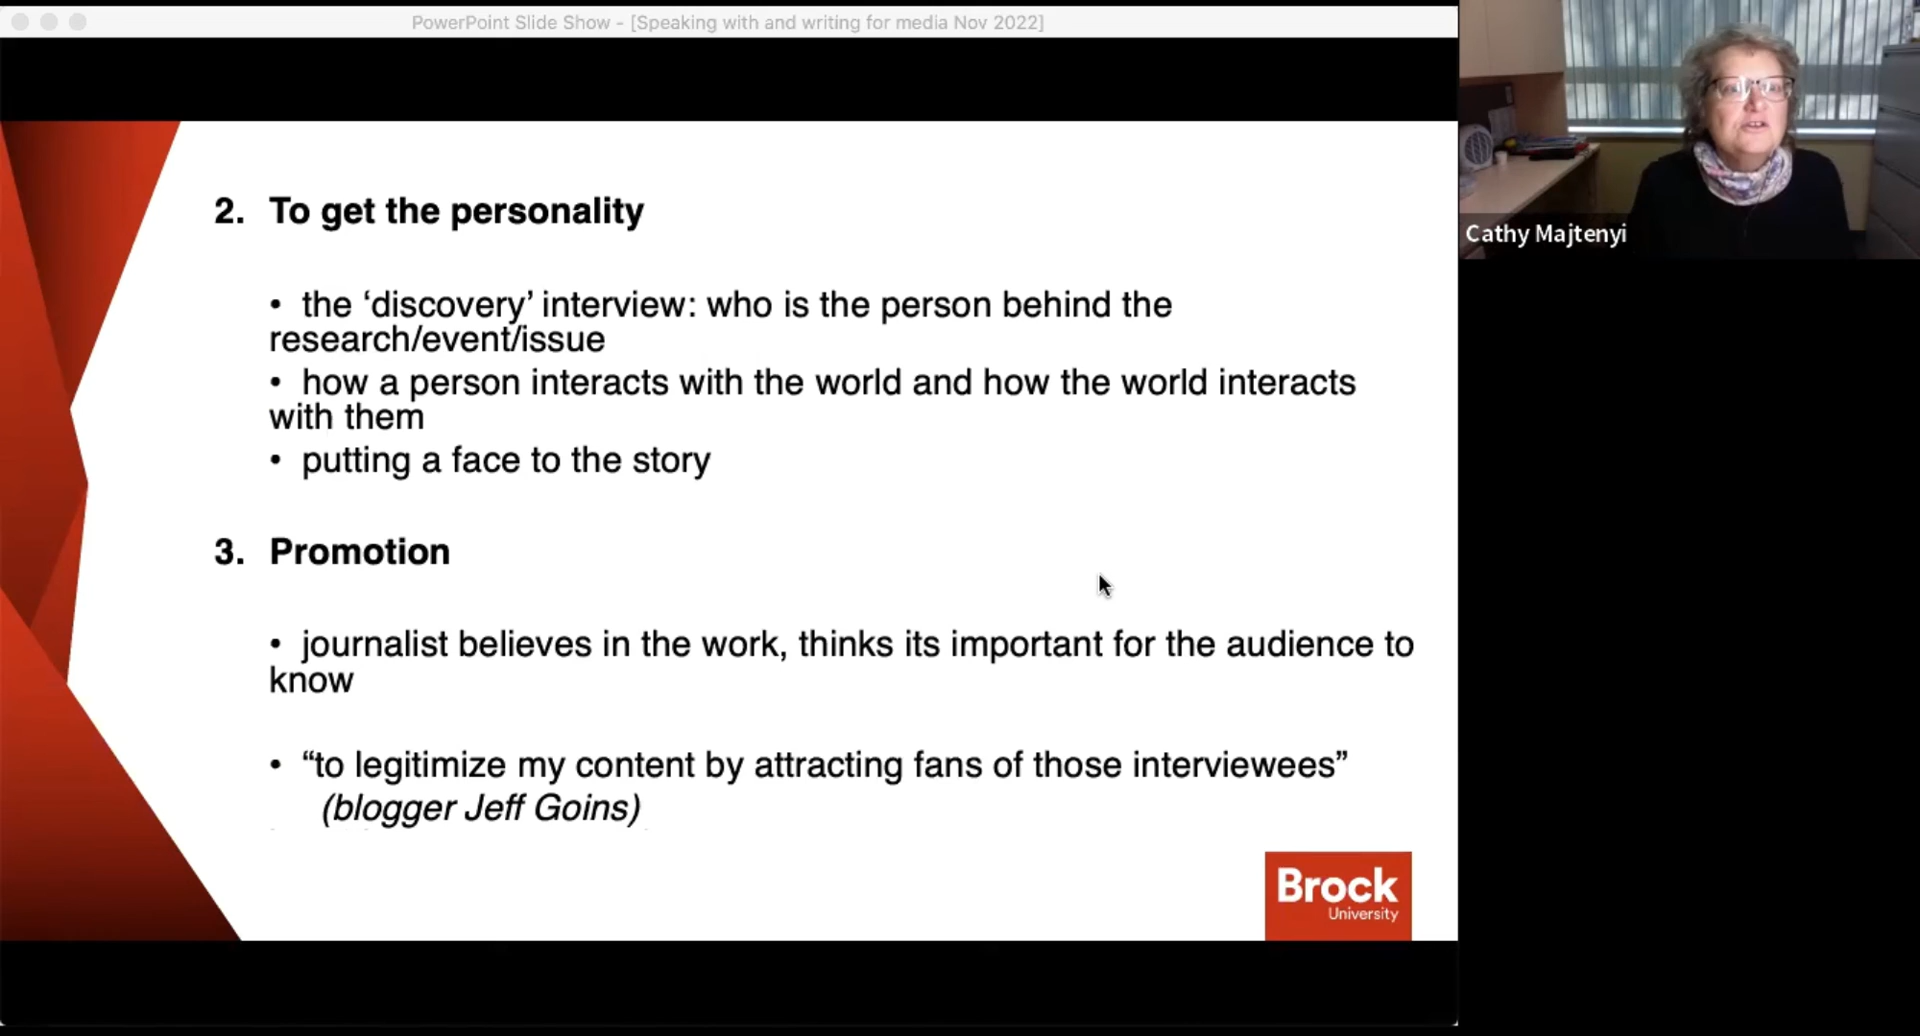 PowerPoint Slide Show - [Speaking with and writing for media Nov 2022]
2. To get the personality
• the ‘discovery’ interview: who is the person behind the
research/event/issue
• how a person interacts with the world and how the world interacts
with them
• putting a face to the story
3. Promotion
• journalist believes in the work, thinks its important for the audience to
know
• “to legitimize my content by attracting fans of those interviewees”
(blogger Jeff Goins)
Brock
University
Cathy Majtenyi